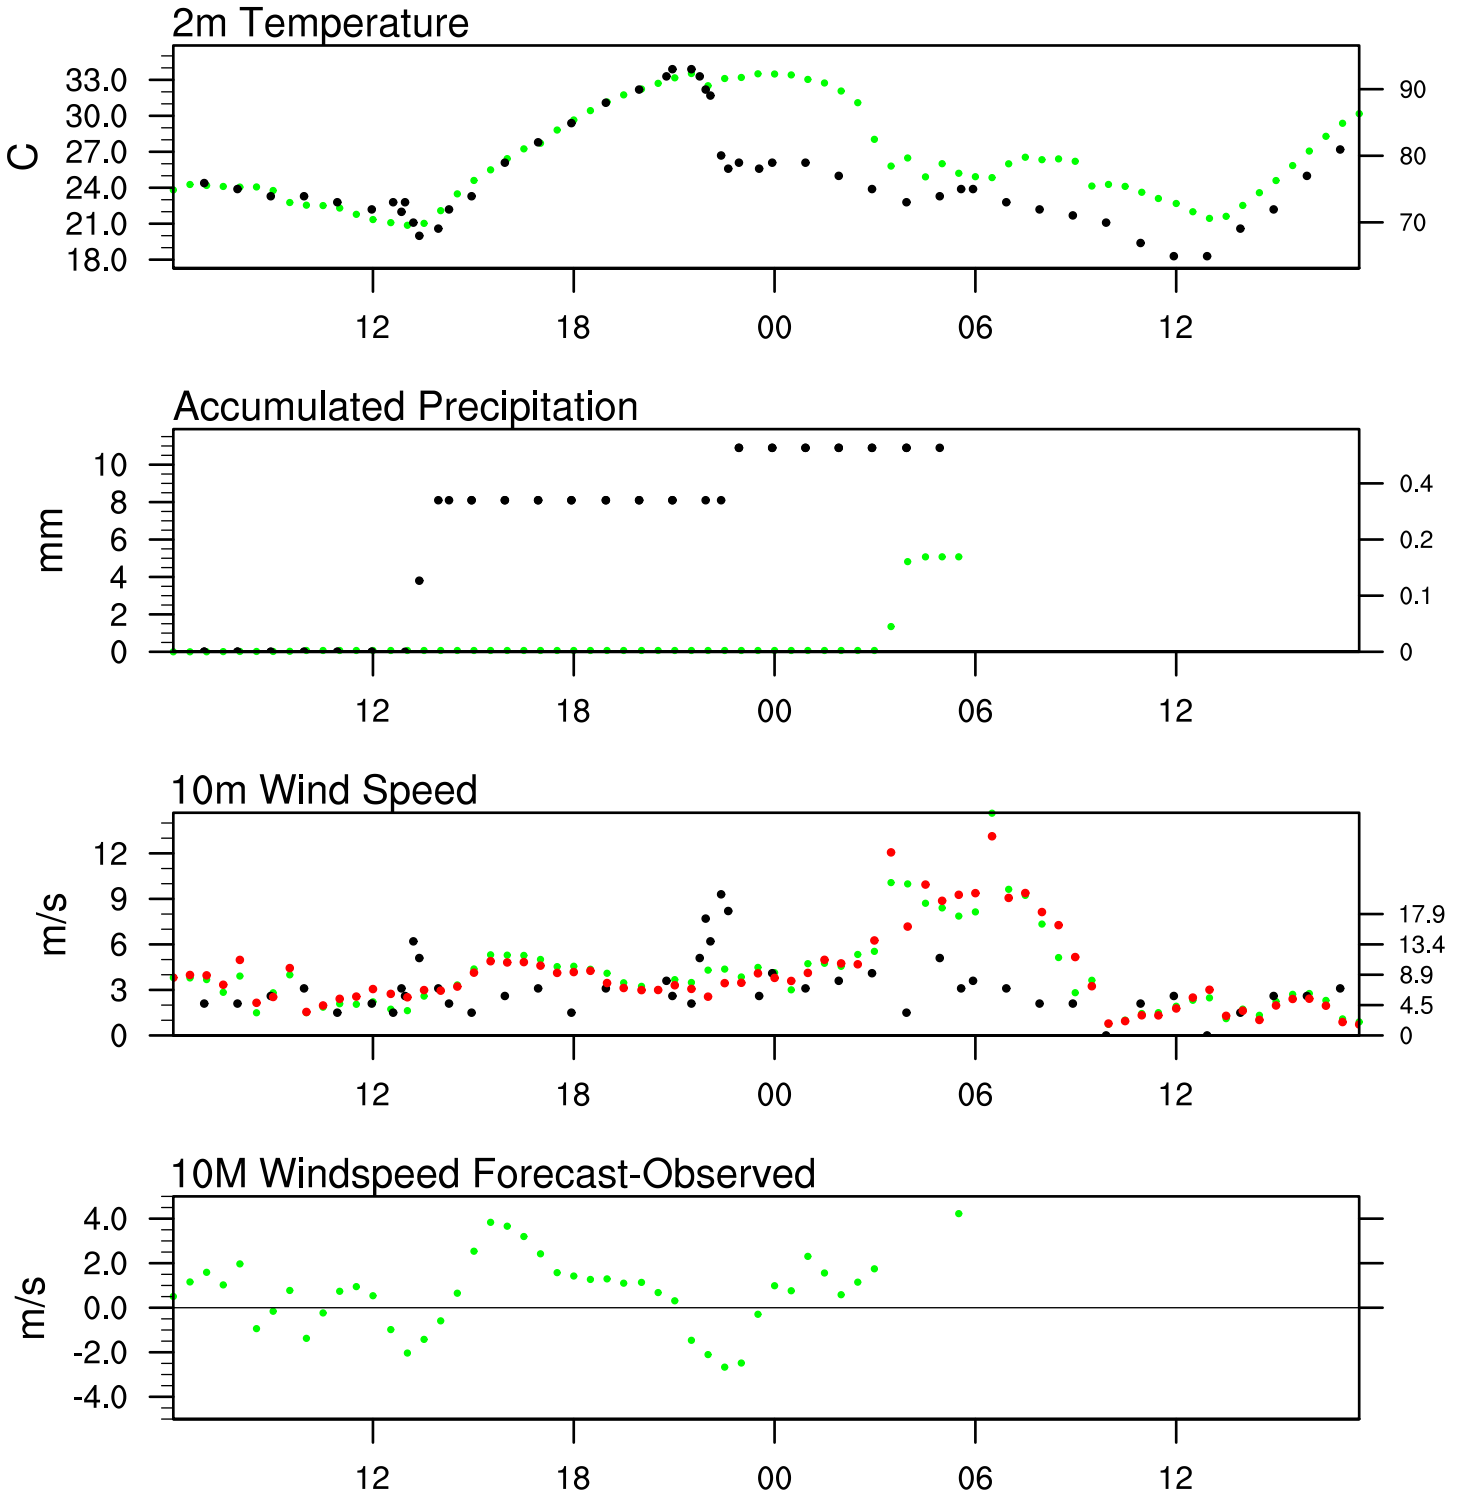 2m Temperature
33.0
30.0
27.0
24.0
21.0
18.0
C
90
80
70
12 18 00 06 12
Accumulated Precipitation
10
8
6
4
2
0
mm
0.4
0.2
0.1
0
12 18 00 06 12
10m Wind Speed
12
9
6
3
0
m/s
17.9
13.4
8.9
4.5
0
12 18 00 06 12
10M Windspeed Forecast-Observed
4.0
2.0
0.0
-2.0
-4.0
m/s
12 18 00 06 12